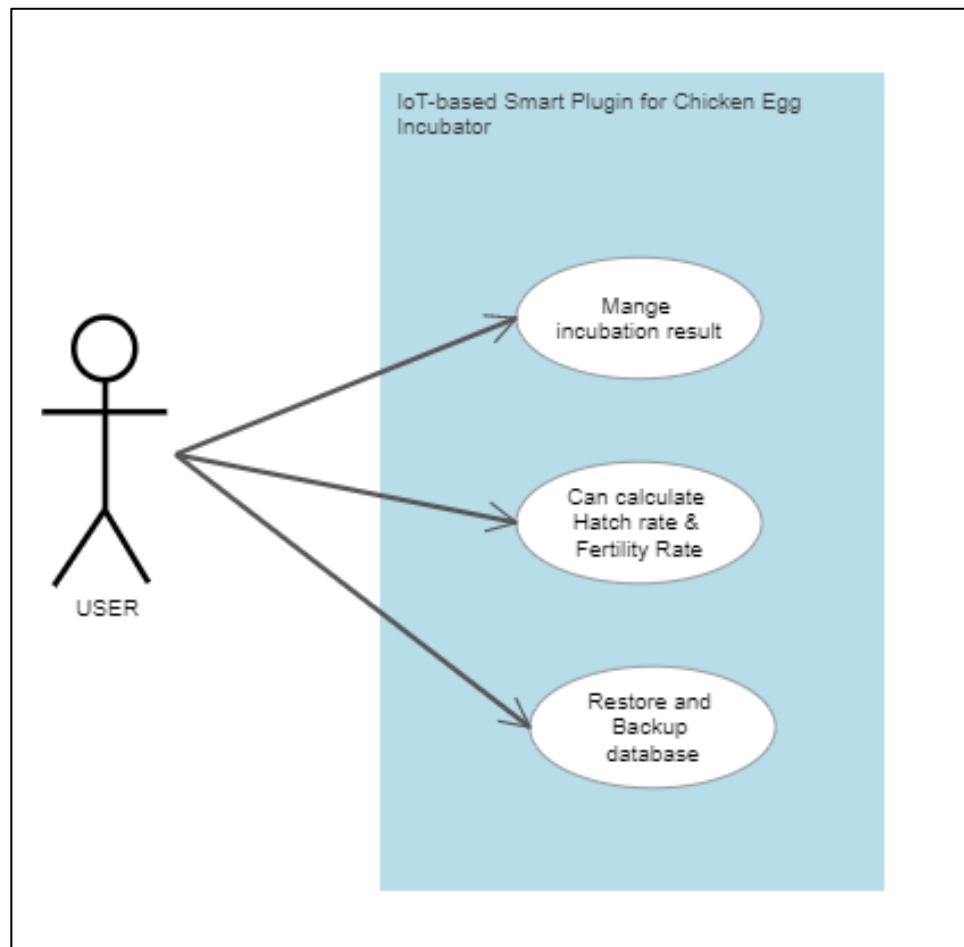 IoT-based Smart Plugin for Chicken Egg
Incubator
Mange
incubation result
Can calculate
Hatch rate &
Fertility Rate
USER
Restore and
Backup
database